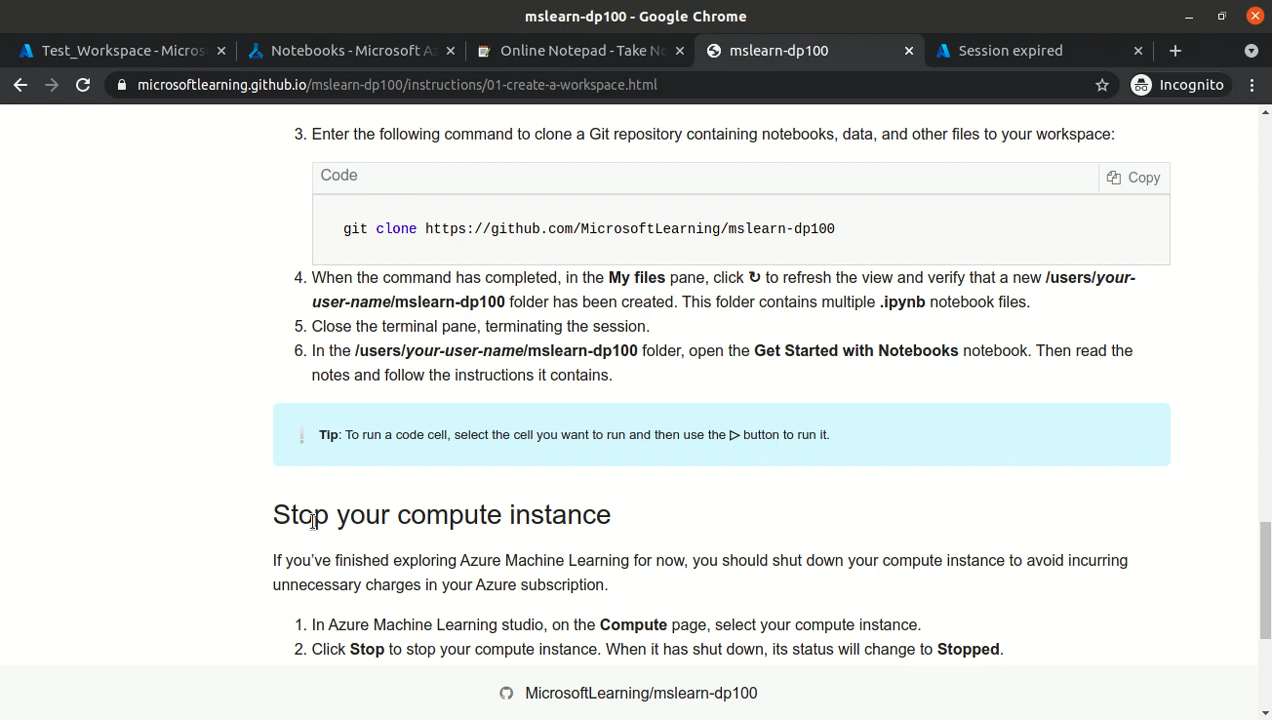 mslearn-dp100 - Google Chrome
Test_Workspace - Micros
Notebooks - Microsoft A
Online Notepad - Take N
mslearn-dp100
Session expired
microsoftlearning.github.io/mslearn-dp100/instructions/01-create-a-workspace.html
Incognito
3. Enter the following command to clone a Git repository containing notebooks, data, and other files to your workspace:
Code
Copy
git clone https://github.com/MicrosoftLearning/mslearn-dp100
4. When the command has completed, in the My files pane, click ↻ to refresh the view and verify that a new /users/your-
user-name/mslearn-dp100 folder has been created. This folder contains multiple .ipynb notebook files.
5. Close the terminal pane, terminating the session.
6. In the /users/your-user-name/mslearn-dp100 folder, open the Get Started with Notebooks notebook. Then read the
notes and follow the instructions it contains.
Tip: To run a code cell, select the cell you want to run and then use the ▷ button to run it.
Stop your compute instance
If you’ve finished exploring Azure Machine Learning for now, you should shut down your compute instance to avoid incurring
unnecessary charges in your Azure subscription.
1. In Azure Machine Learning studio, on the Compute page, select your compute instance.
2. Click Stop to stop your compute instance. When it has shut down, its status will change to Stopped.
MicrosoftLearning/mslearn-dp100